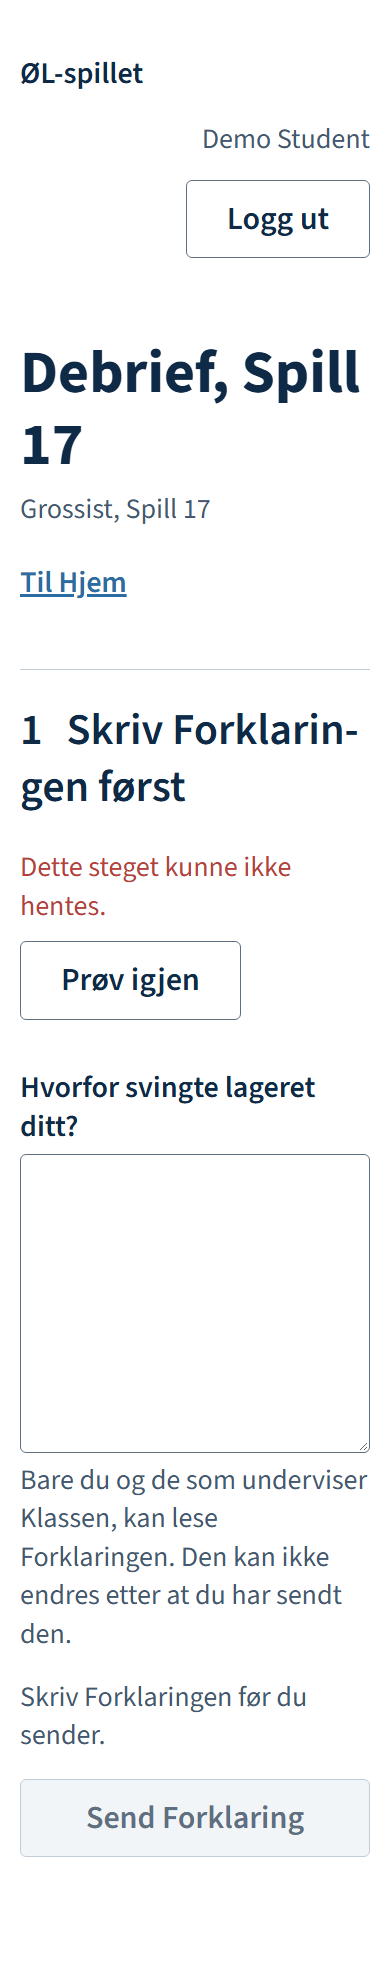 ØL-spillet
Demo Student
Logg ut
Debrief, Spill
17
Grossist, Spill 17
Til Hjem
1 Skriv Forklarin-
gen først
Dette steget kunne ikke
hentes.
Prøv igjen
Hvorfor svingte lageret
ditt?
Bare du og de som underviser
Klassen, kan lese
Forklaringen. Den kan ikke
endres etter at du har sendt
den.
Skriv Forklaringen før du
sender.
Send Forklaring